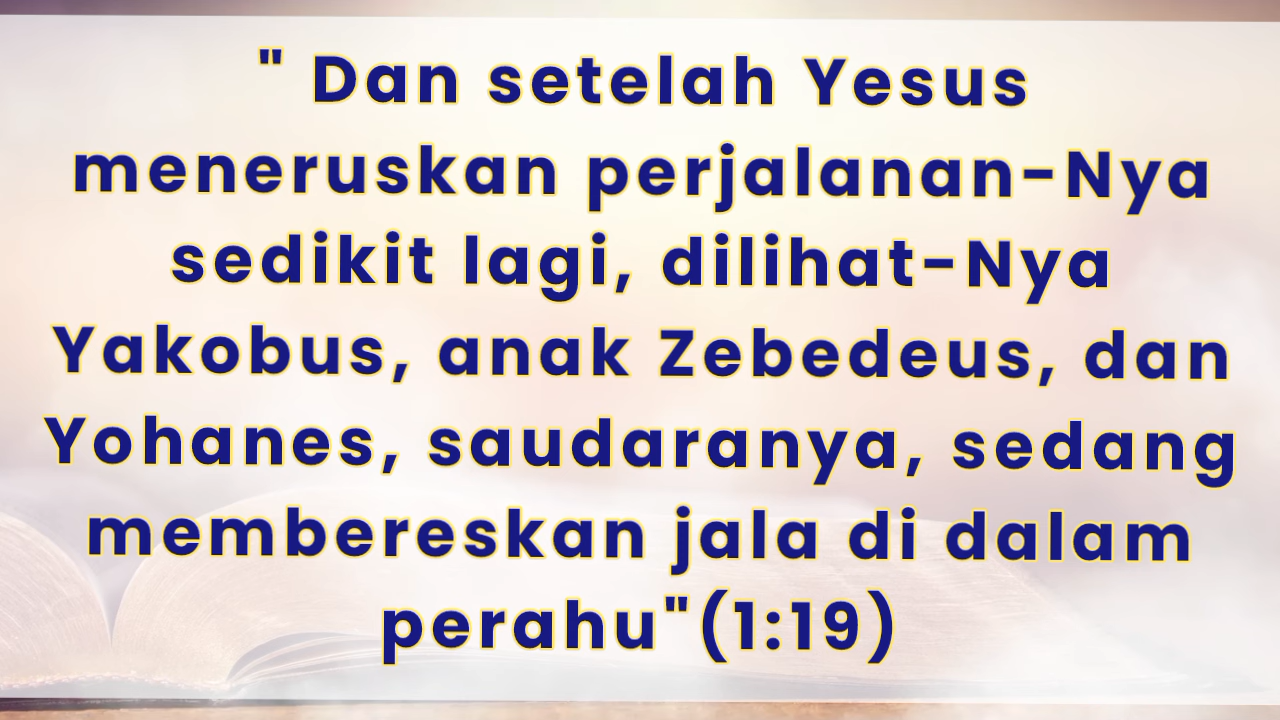 " Dan setelah Yesus
meneruskan perjalanan-Nya
sedikit lagi, dilihat-Nya
Yakobus, anak Zebedeus, dan
Yohanes, saudaranya, sedang
membereskan jala di dalam
perahu"(1:19)